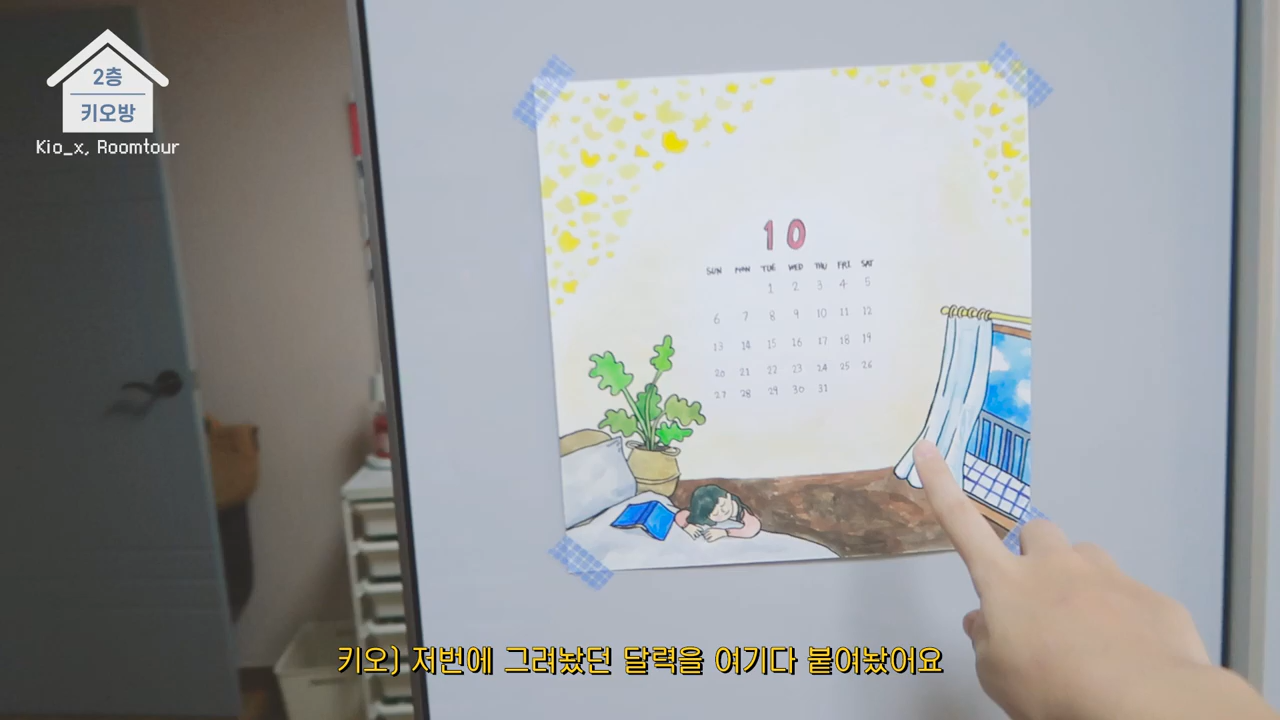 2층
키오방
Kio_x, Roomtour
10
SUN MON TUE WED THU FRI SAT
1 2 3 4 5
6 7 8 9 10 11 12
13 14 15 16 17 18 19
20 21 22 23 24 25 26
27 28 29 30 31
키오) 저번에 그려놨던 달력을 여기다 붙여놨어요